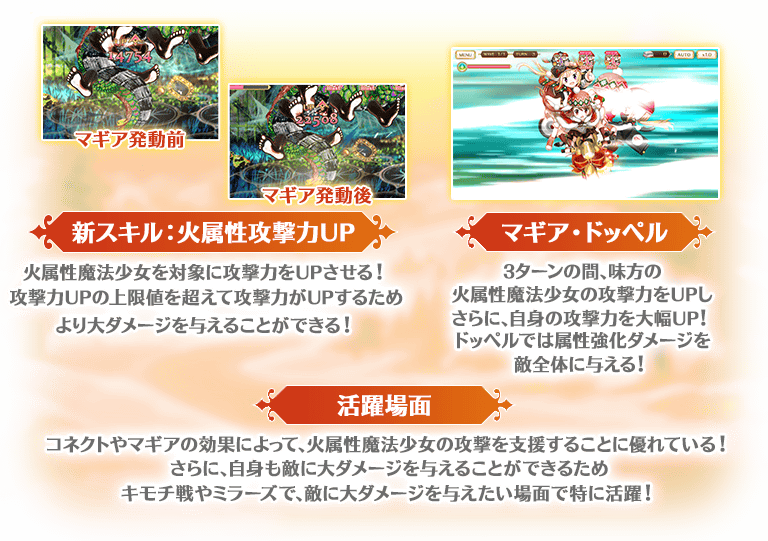 14754
マギア発動前
22508
マギア発動後
MENU
AUTO
新スキル：火属性攻撃力UP
火属性魔法少女を対象に攻撃力をUPさせる！
攻撃力UPの上限値を超えて攻撃力がUPするため
より大ダメージを与えることができる！
マギア・ドッペル
3ターンの間、味方の
火属性魔法少女の攻撃力をUPし
さらに、自身の攻撃力を大幅UP！
ドッペルでは属性強化ダメージを
敵全体に与える！
活躍場面
コネクトやマギアの効果によって、火属性魔法少女の攻撃を支援することに優れている！
さらに、自身も敵に大ダメージを与えることができるため
キモチ戦やミラーズで、敵に大ダメージを与えたい場面で特に活躍！